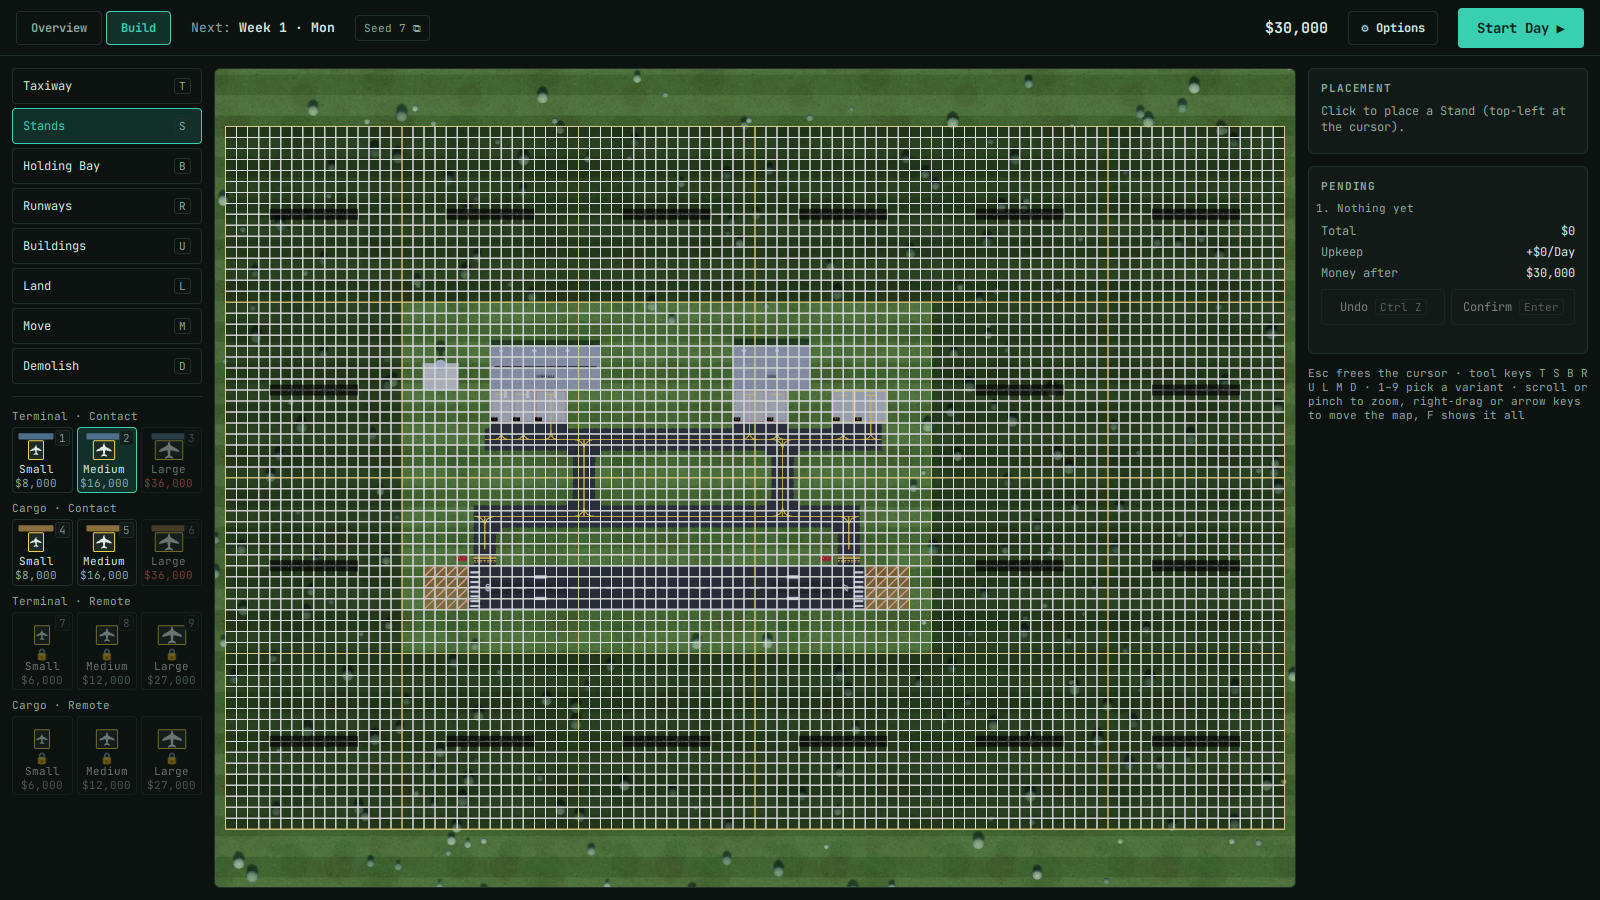 Overview
Build
Next: Week 1 · Mon
Seed 7
$30,000
Options
Start Day ▶
Taxiway T
Stands S
Holding Bay B
Runways R
Buildings U
Land L
Move M
Demolish D
Terminal · Contact
1 2 3
Small Medium Large
$8,000 $16,000 $36,000
Cargo · Contact
4 5 6
Small Medium Large
$8,000 $16,000 $36,000
Terminal · Remote
7 8 9
Small Medium Large
$6,000 $12,000 $27,000
Cargo · Remote
Small Medium Large
$6,000 $12,000 $27,000
PLACEMENT
Click to place a Stand (top-left at
the cursor).
PENDING
1. Nothing yet
Total $0
Upkeep +$0/Day
Money after $30,000
Undo Ctrl Z
Confirm Enter
Esc frees the cursor · tool keys T S B R
U L M D · 1-9 pick a variant · scroll or
pinch to zoom, right-drag or arrow keys
to move the map, F shows it all